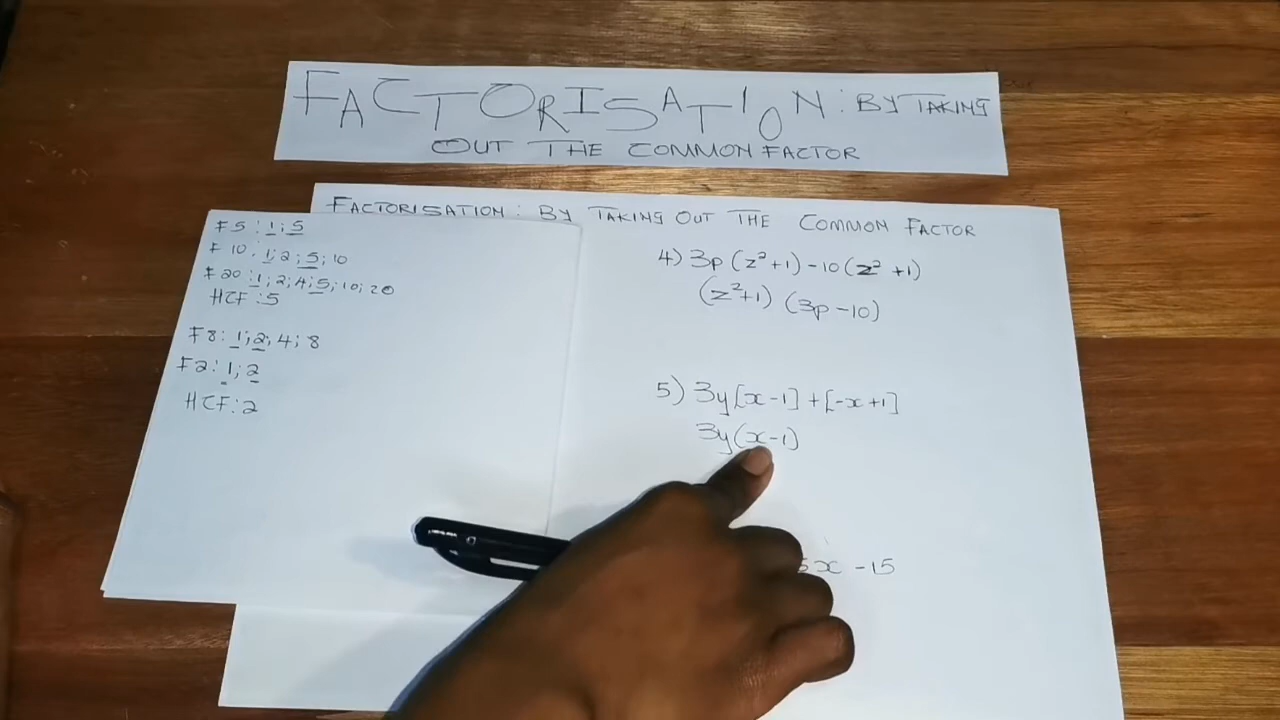 FACTORISATION: BY TAKING
OUT THE COMMON FACTOR
FACTORISATION: BY TAKING OUT THE COMMON FACTOR
F5: 1; 5
F10: 1; 2; 5; 10
F20: 1; 2; 4; 5; 10; 20
HCF: 5
F8: 1; 2; 4; 8
F2: 1; 2
HCF: 2
4) 3p(z²+1)-10(z²+1)
(z²+1) (3p-10)
5) 3y[x-1]+[-x+1]
3y(x-1)
5x -15